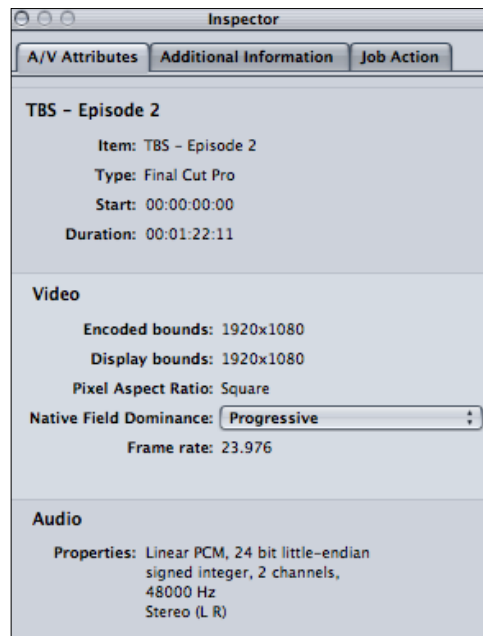 Inspector
A/V Attributes Additional Information Job Action
TBS – Episode 2
Item: TBS – Episode 2
Type: Final Cut Pro
Start: 00:00:00:00
Duration: 00:01:22:11
Video
Encoded bounds: 1920x1080
Display bounds: 1920x1080
Pixel Aspect Ratio: Square
Native Field Dominance: Progressive
Frame rate: 23.976
Audio
Properties: Linear PCM, 24 bit little-endian
signed integer, 2 channels,
48000 Hz
Stereo (L R)